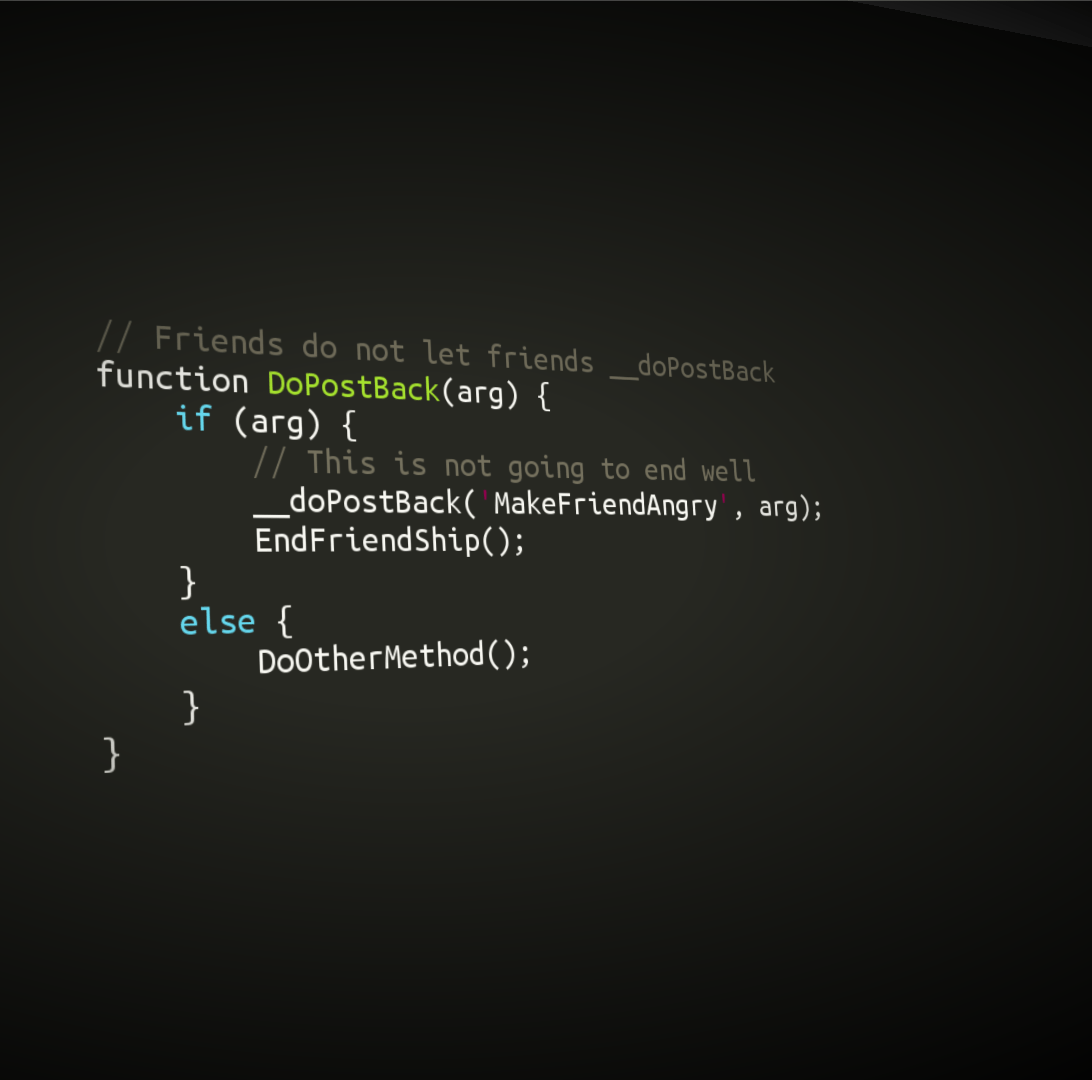 // Friends do not let friends __doPostBack
function DoPostBack(arg) {
if (arg) {
// This is not going to end well
__doPostBack('MakeFriendAngry', arg);
EndFriendShip();
}
else {
DoOtherMethod();
}
}